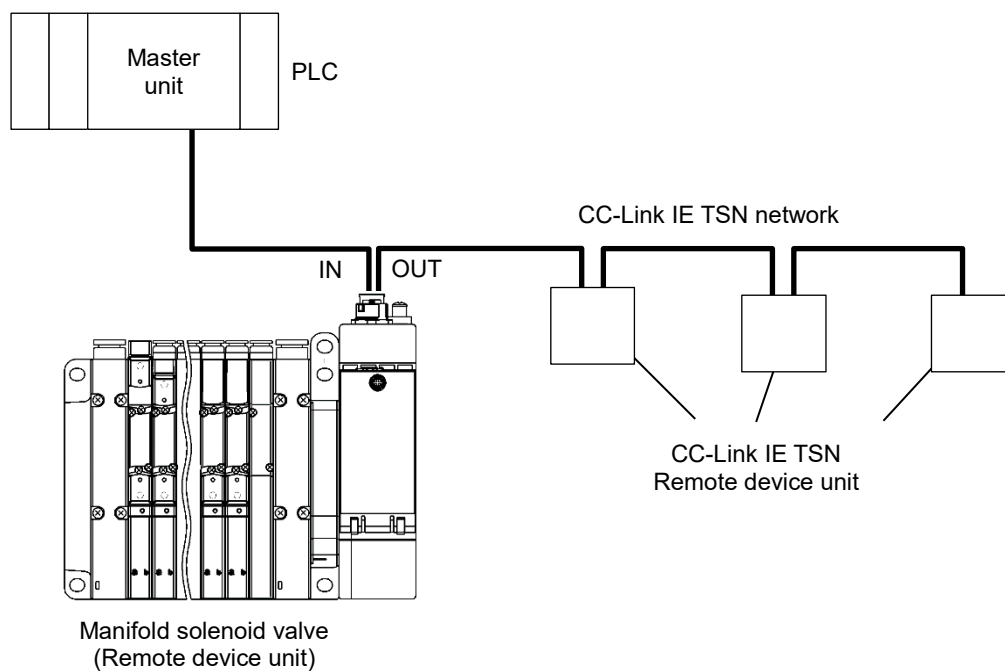 Master
unit
PLC
CC-Link IE TSN network
IN
OUT
CC-Link IE TSN
Remote device unit
Manifold solenoid valve
(Remote device unit)